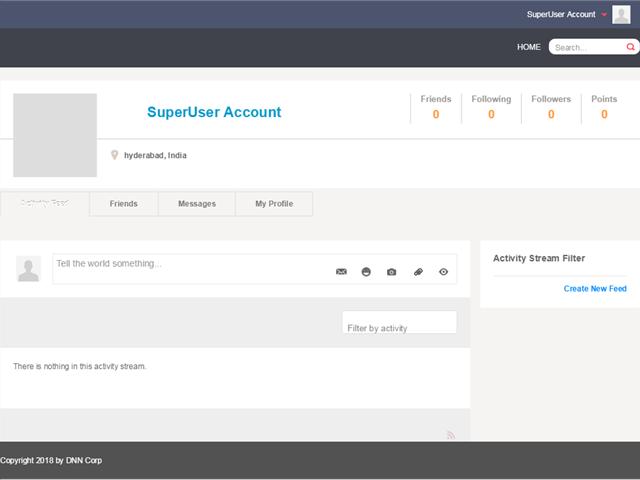 SuperUser Account
HOME
Search...
SuperUser Account
Friends
0
Following
0
Followers
0
Points
0
hyderabad, India
Activity Feed
Friends
Messages
My Profile
Tell the world something...
Activity Stream Filter
Create New Feed
Filter by activity
There is nothing in this activity stream.
Copyright 2018 by DNN Corp